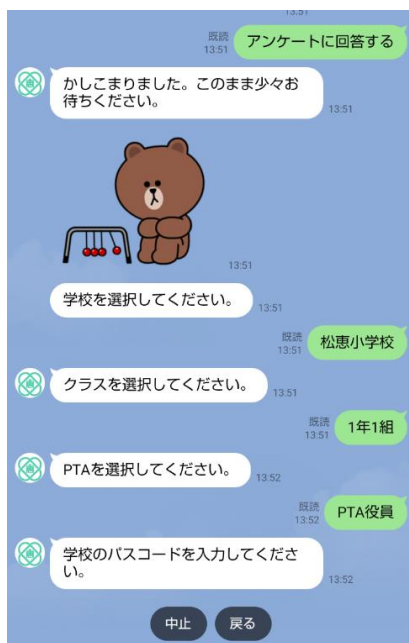 13:51
既読
13:51
アンケートに回答する
かしこまりました。このまま少々お
待ちください。
13:51
13:51
学校を選択してください。
13:51
既読
13:51
松恵小学校
クラスを選択してください。
13:51
既読
13:51
1年1組
PTAを選択してください。
13:52
既読
13:52
PTA役員
学校のパスコードを入力してくださ
い。
13:52
中止
戻る